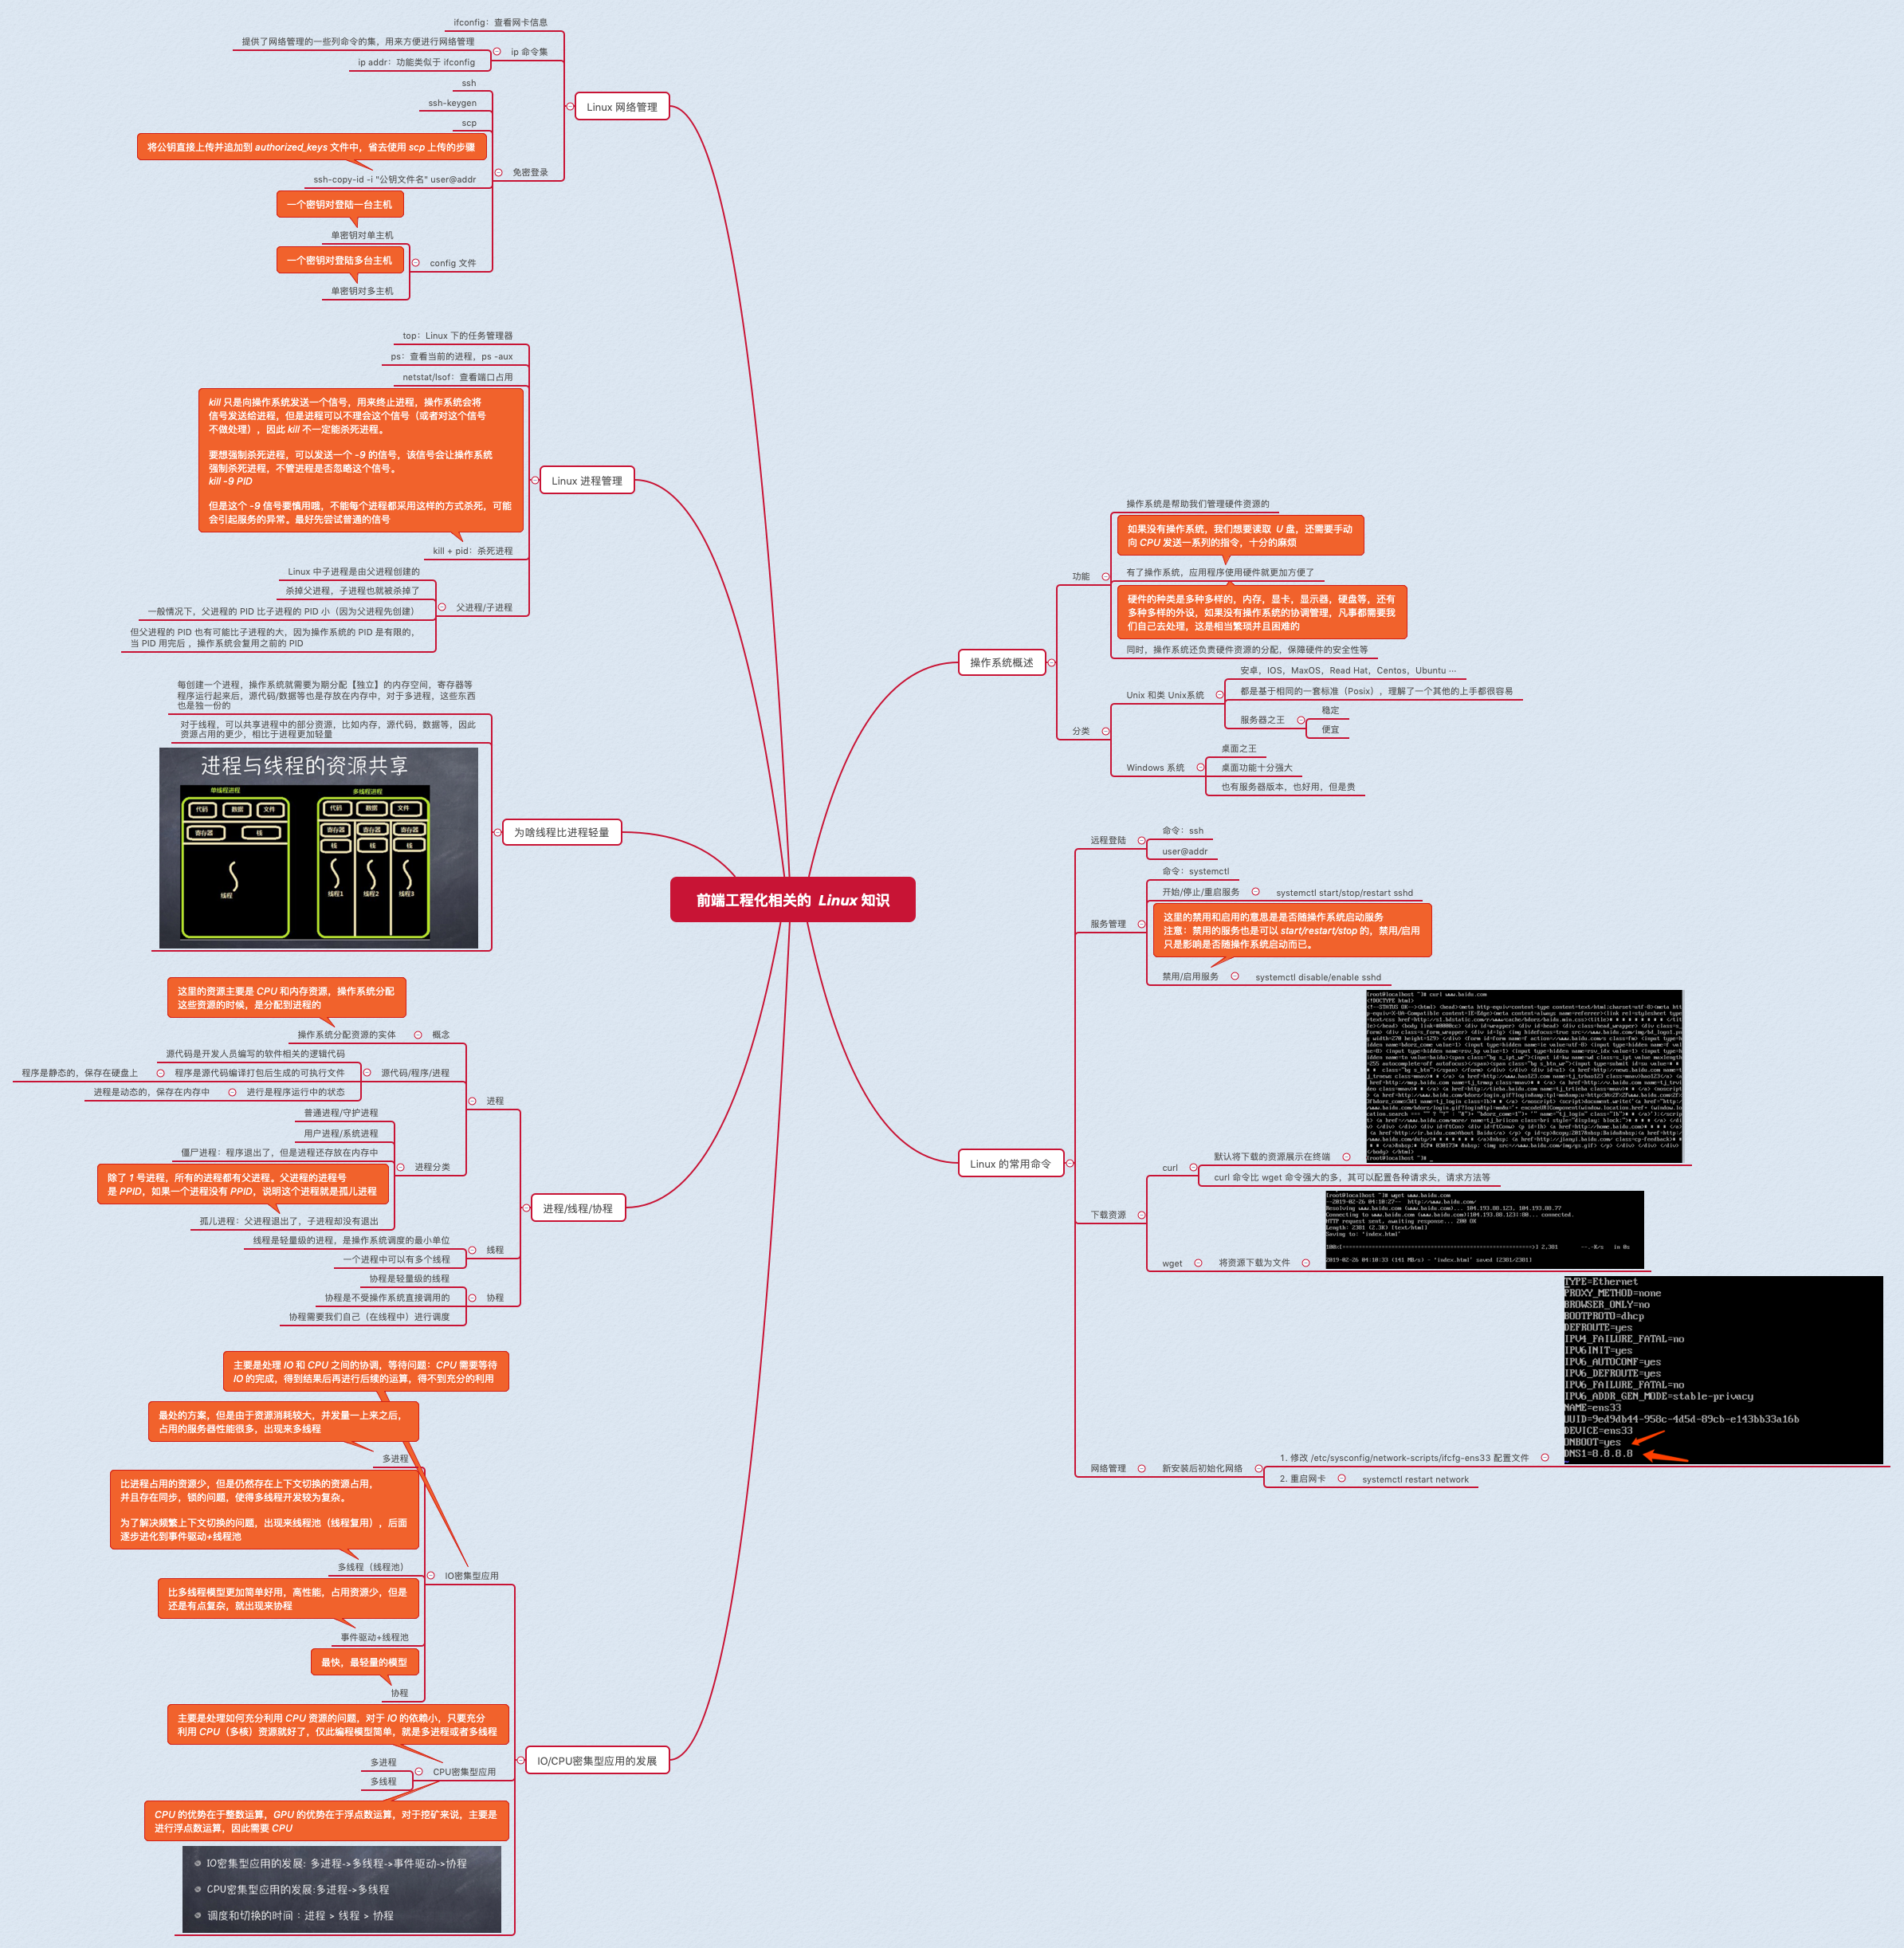 前端工程化相关的 Linux 知识
Linux 网络管理
ifconfig：查看网卡信息
ip 命令集
提供了网络管理的一些列命令的集，用来方便进行网络管理
ip addr：功能类似于 ifconfig
免密登录
ssh
ssh-keygen
scp
将公钥直接上传并追加到 authorized_keys 文件中，省去使用 scp 上传的步骤
ssh-copy-id -i "公钥文件名" user@addr
config 文件
一个密钥对登陆一台主机
单密钥对单主机
一个密钥对登陆多台主机
单密钥对多主机
Linux 进程管理
top：Linux 下的任务管理器
ps：查看当前的进程，ps -aux
netstat/lsof：查看端口占用
kill 只是向操作系统发送一个信号，用来终止进程，操作系统会将
信号发送给进程，但是进程可以不理会这个信号（或者对这个信号
不做处理），因此 kill 不一定能杀死进程。
要想强制杀死进程，可以发送一个 -9 的信号，该信号会让操作系统
强制杀死进程，不管进程是否忽略这个信号。
kill -9 PID
但是这个 -9 信号要慎用哦，不能每个进程都采用这样的方式杀死，可能
会引起服务的异常。最好先尝试普通的信号
kill + pid：杀死进程
父进程/子进程
Linux 中子进程是由父进程创建的
杀掉父进程，子进程也就被杀掉了
一般情况下，父进程的 PID 比子进程的 PID 小（因为父进程先创建）
但父进程的 PID 也有可能比子进程的大，因为操作系统的 PID 是有限的，
当 PID 用完后 ，操作系统会复用之前的 PID
为啥线程比进程轻量
每创建一个进程，操作系统就需要为期分配【独立】的内存空间，寄存器等
程序运行起来后，源代码/数据等也是存放在内存中，对于多进程，这些东西
也是独一份的
对于线程，可以共享进程中的部分资源，比如内存，源代码，数据等，因此
资源占用的更少，相比于进程更加轻量
进程与线程的资源共享
单线程进程
代码 数据 文件
寄存器 栈
线程
多线程进程
代码 数据 文件
寄存器 寄存器 寄存器
栈 栈 栈
线程1 线程2 线程3
进程/线程/协程
进程
概念
这里的资源主要是 CPU 和内存资源，操作系统分配
这些资源的时候，是分配到进程的
操作系统分配资源的实体
源代码/程序/进程
源代码是开发人员编写的软件相关的逻辑代码
程序是源代码编译打包后生成的可执行文件
程序是静态的，保存在硬盘上
进行是程序运行中的状态
进程是动态的，保存在内存中
进程分类
普通进程/守护进程
用户进程/系统进程
僵尸进程：程序退出了，但是进程还存放在内存中
除了 1 号进程，所有的进程都有父进程。父进程的进程号
是 PPID，如果一个进程没有 PPID，说明这个进程就是孤儿进程
孤儿进程：父进程退出了，子进程却没有退出
线程
线程是轻量级的进程，是操作系统调度的最小单位
一个进程中可以有多个线程
协程
协程是轻量级的线程
协程是不受操作系统直接调用的
协程需要我们自己（在线程中）进行调度
IO/CPU密集型应用的发展
IO密集型应用
主要是处理 IO 和 CPU 之间的协调，等待问题：CPU 需要等待
IO 的完成，得到结果后再进行后续的运算，得不到充分的利用
最处的方案，但是由于资源消耗较大，并发量一上来之后，
占用的服务器性能很多，出现来多线程
多进程
比进程占用的资源少，但是仍然存在上下文切换的资源占用，
并且存在同步，锁的问题，使得多线程开发较为复杂。
为了解决频繁上下文切换的问题，出现来线程池（线程复用），后面
逐步进化到事件驱动+线程池
多线程（线程池）
比多线程模型更加简单好用，高性能，占用资源少，但是
还是有点复杂，就出现来协程
事件驱动+线程池
最快，最轻量的模型
协程
主要是处理如何充分利用 CPU 资源的问题，对于 IO 的依赖小，只要充分
利用 CPU（多核）资源就好了，仅此编程模型简单，就是多进程或者多线程
CPU密集型应用
多进程
多线程
CPU 的优势在于整数运算，GPU 的优势在于浮点数运算，对于挖矿来说，主要是
进行浮点数运算，因此需要 CPU
IO密集型应用的发展: 多进程->多线程->事件驱动->协程
CPU密集型应用的发展:多进程->多线程
调度和切换的时间：进程 > 线程 > 协程
操作系统概述
功能
操作系统是帮助我们管理硬件资源的
如果没有操作系统，我们想要读取 U 盘，还需要手动
向 CPU 发送一系列的指令，十分的麻烦
有了操作系统，应用程序使用硬件就更加方便了
硬件的种类是多种多样的，内存，显卡，显示器，硬盘等，还有
多种多样的外设，如果没有操作系统的协调管理，凡事都需要我
们自己去处理，这是相当繁琐并且困难的
同时，操作系统还负责硬件资源的分配，保障硬件的安全性等
分类
Unix 和类 Unix系统
安卓，IOS，MaxOS，Read Hat，Centos，Ubuntu ···
都是基于相同的一套标准（Posix），理解了一个其他的上手都很容易
服务器之王
稳定
便宜
Windows 系统
桌面之王
桌面功能十分强大
也有服务器版本，也好用，但是贵
Linux 的常用命令
远程登陆
命令：ssh
user@addr
服务管理
命令：systemctl
开始/停止/重启服务
systemctl start/stop/restart sshd
这里的禁用和启用的意思是是否随操作系统启动服务
注意：禁用的服务也是可以 start/restart/stop 的，禁用/启用
只是影响是否随操作系统启动而已。
禁用/启用服务
systemctl disable/enable sshd
下载资源
curl
默认将下载的资源展示在终端
[root@localhost ~]# curl www.baidu.com
<!DOCTYPE html>
[root@localhost ~]# _
curl 命令比 wget 命令强大的多，其可以配置各种请求头，请求方法等
wget
将资源下载为文件
[root@localhost ~]# wget www.baidu.com
--2019-02-26 04:10:27-- http://www.baidu.com/
Resolving www.baidu.com (www.baidu.com)... 104.193.88.123, 104.193.88.77
Connecting to www.baidu.com (www.baidu.com)|104.193.88.123|:80... connected.
HTTP request sent, awaiting response... 200 OK
Length: 2381 (2.3K) [text/html]
Saving to: 'index.html'
2019-02-26 04:10:33 (141 MB/s) - 'index.html' saved [2381/2381]
网络管理
新安装后初始化网络
1. 修改 /etc/sysconfig/network-scripts/ifcfg-ens33 配置文件
TYPE=Ethernet
PROXY_METHOD=none
BROWSER_ONLY=no
BOOTPROTO=dhcp
DEFROUTE=yes
IPV4_FAILURE_FATAL=no
IPV6INIT=yes
IPV6_AUTOCONF=yes
IPV6_DEFROUTE=yes
IPV6_FAILURE_FATAL=no
IPV6_ADDR_GEN_MODE=stable-privacy
NAME=ens33
UUID=9ed9db44-958c-4d5d-89cb-e143bb33a16b
DEVICE=ens33
ONBOOT=yes
DNS1=8.8.8.8
2. 重启网卡
systemctl restart network